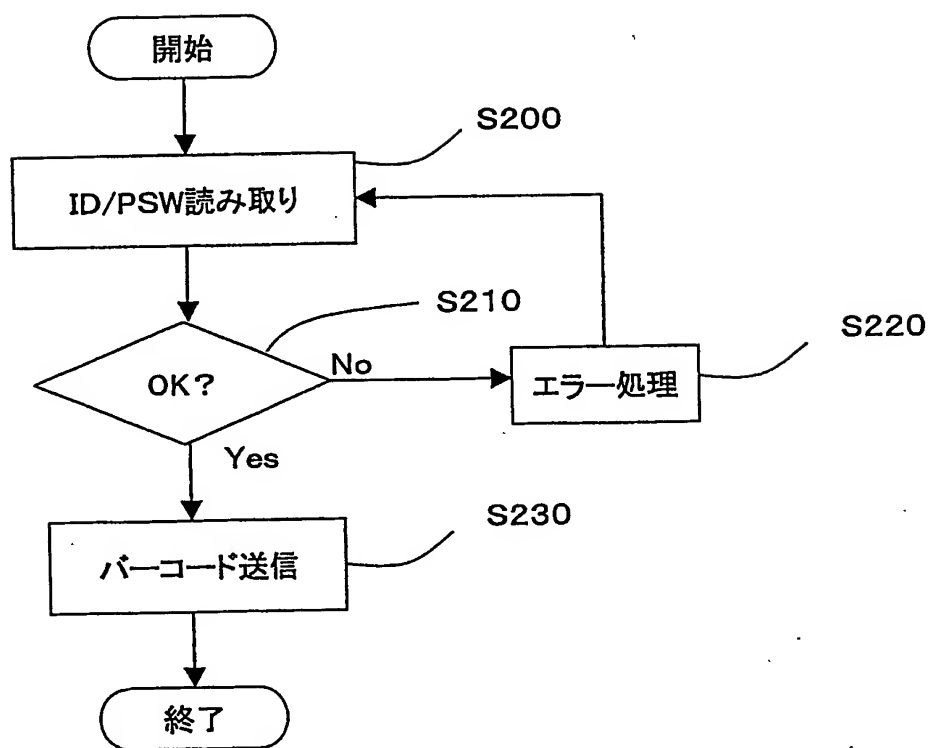 開始
S200
ID/PSW読み取り
S210
OK?
No
S220
エラー処理
Yes
S230
バーコード送信
終了